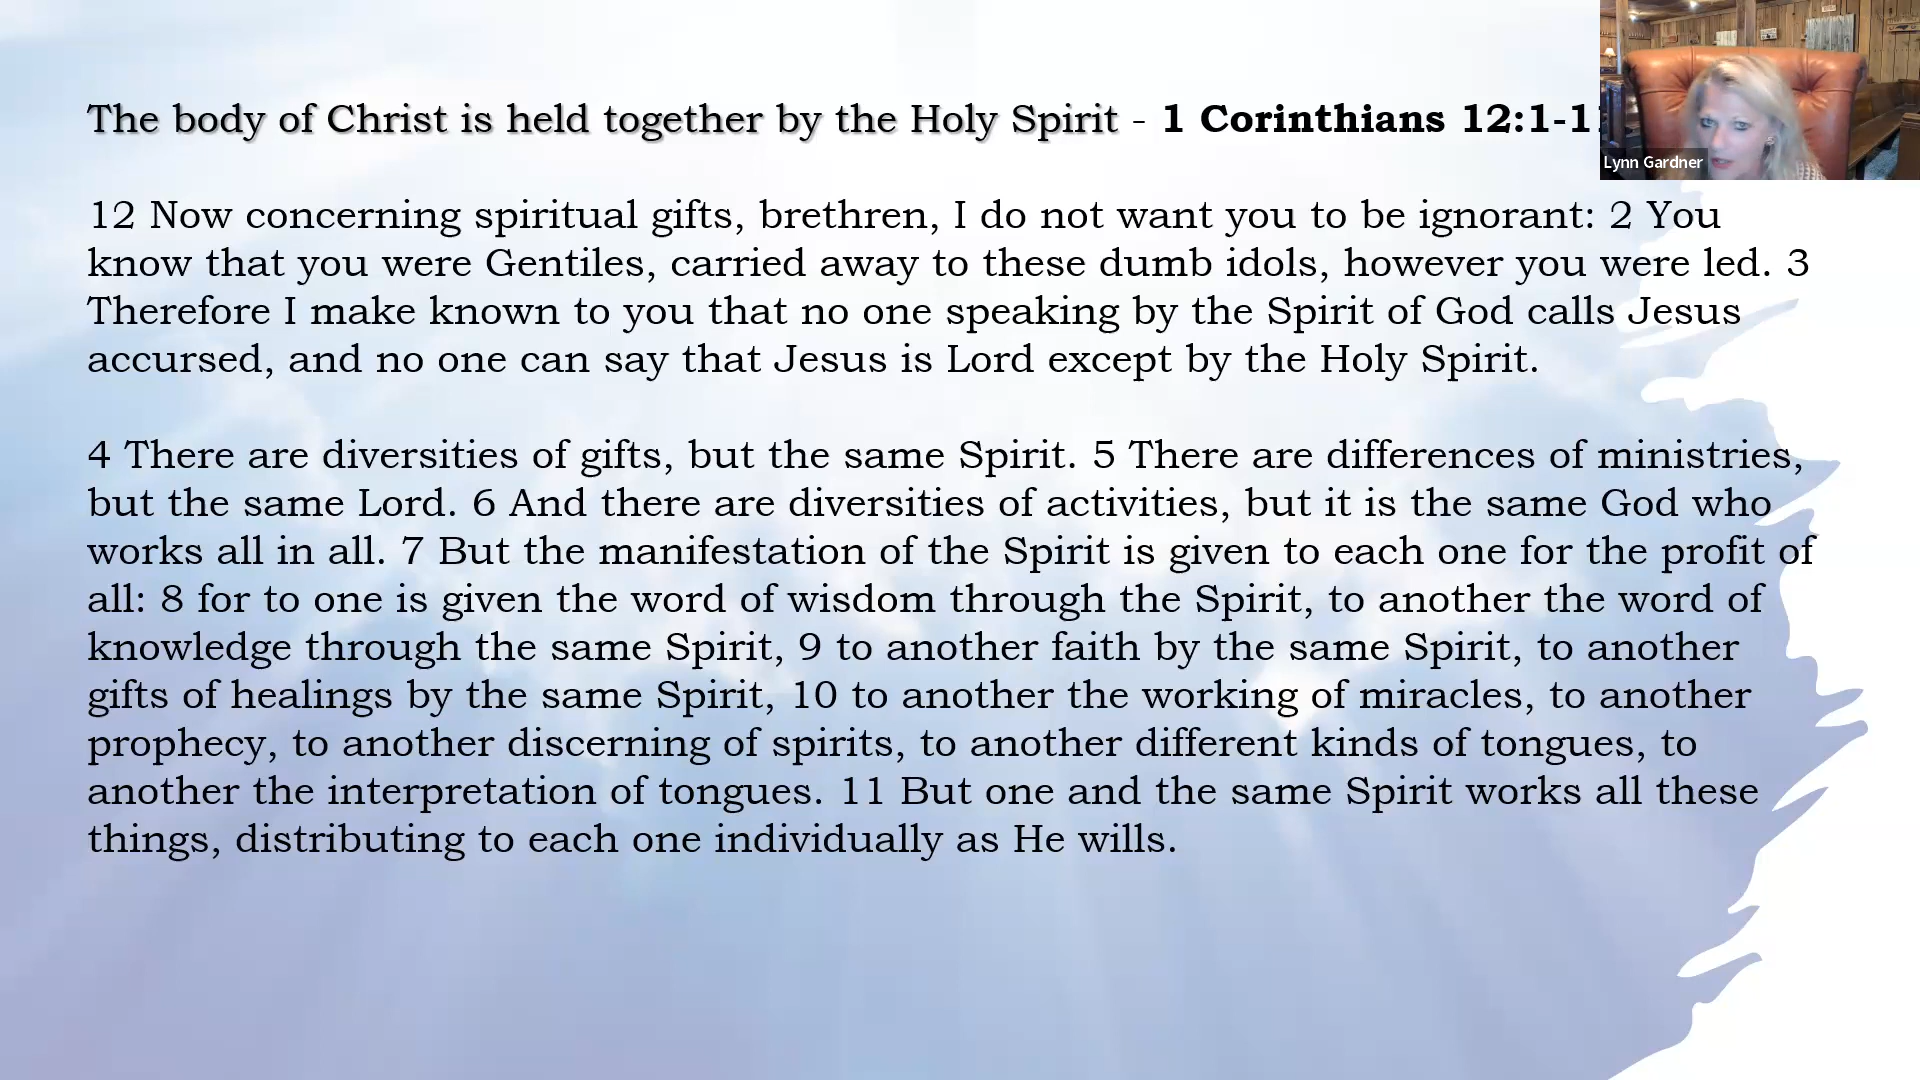 The body of Christ is held together by the Holy Spirit - 1 Corinthians 12:1-1
Lynn Gardner
12 Now concerning spiritual gifts, brethren, I do not want you to be ignorant: 2 You
know that you were Gentiles, carried away to these dumb idols, however you were led. 3
Therefore I make known to you that no one speaking by the Spirit of God calls Jesus
accursed, and no one can say that Jesus is Lord except by the Holy Spirit.
4 There are diversities of gifts, but the same Spirit. 5 There are differences of ministries,
but the same Lord. 6 And there are diversities of activities, but it is the same God who
works all in all. 7 But the manifestation of the Spirit is given to each one for the profit of
all: 8 for to one is given the word of wisdom through the Spirit, to another the word of
knowledge through the same Spirit, 9 to another faith by the same Spirit, to another
gifts of healings by the same Spirit, 10 to another the working of miracles, to another
prophecy, to another discerning of spirits, to another different kinds of tongues, to
another the interpretation of tongues. 11 But one and the same Spirit works all these
things, distributing to each one individually as He wills.